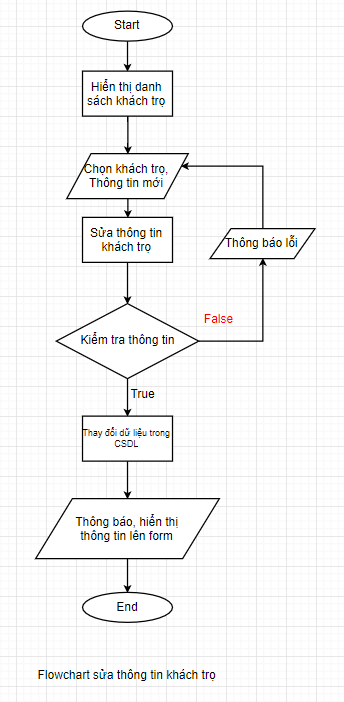 Start
Hiển thị danh
sách khách trọ
Chọn khách trọ,
Thông tin mới
Sửa thông tin
khách trọ
Thông báo lỗi
False
Kiểm tra thông tin
True
Thay đổi dữ liệu trong
CSDL
Thông báo, hiển thị
thông tin lên form
End
Flowchart sửa thông tin khách trọ